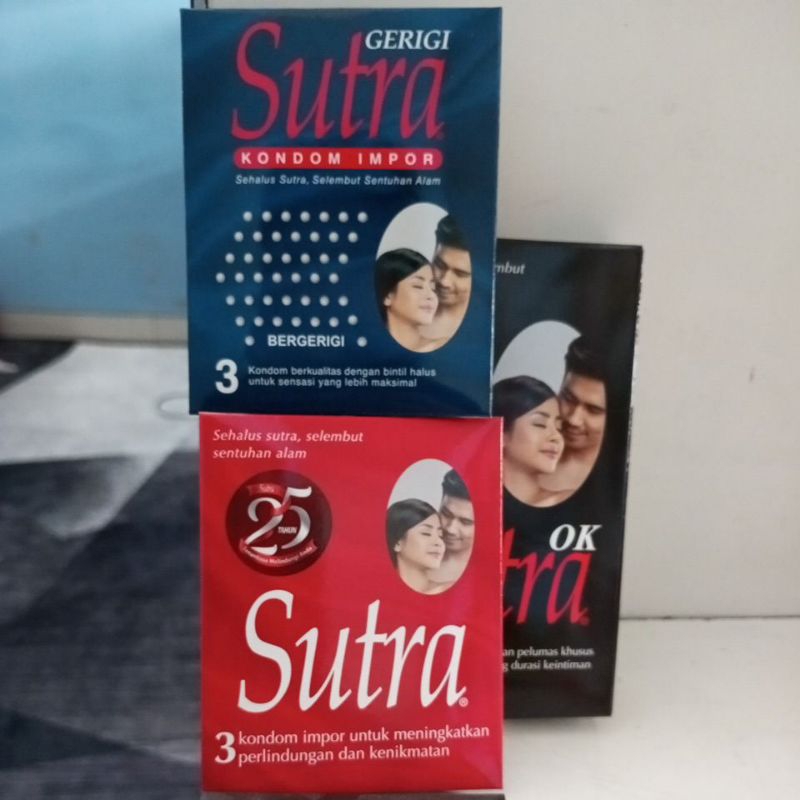 GERIGI
Sutra
KONDOM IMPOR
Sehalus Sutra, Selembut Sentuhan Alam
BERGERIGI
3 Kondom berkualitas dengan bintil halus
untuk sensasi yang lebih maksimal
mbut
OK
tra
an pelumas khusus
g durasi keintiman
Sehalus sutra, selembut
sentuhan alam
25
TAHUN
Sutra®
3 kondom impor untuk meningkatkan
perlindungan dan kenikmatan